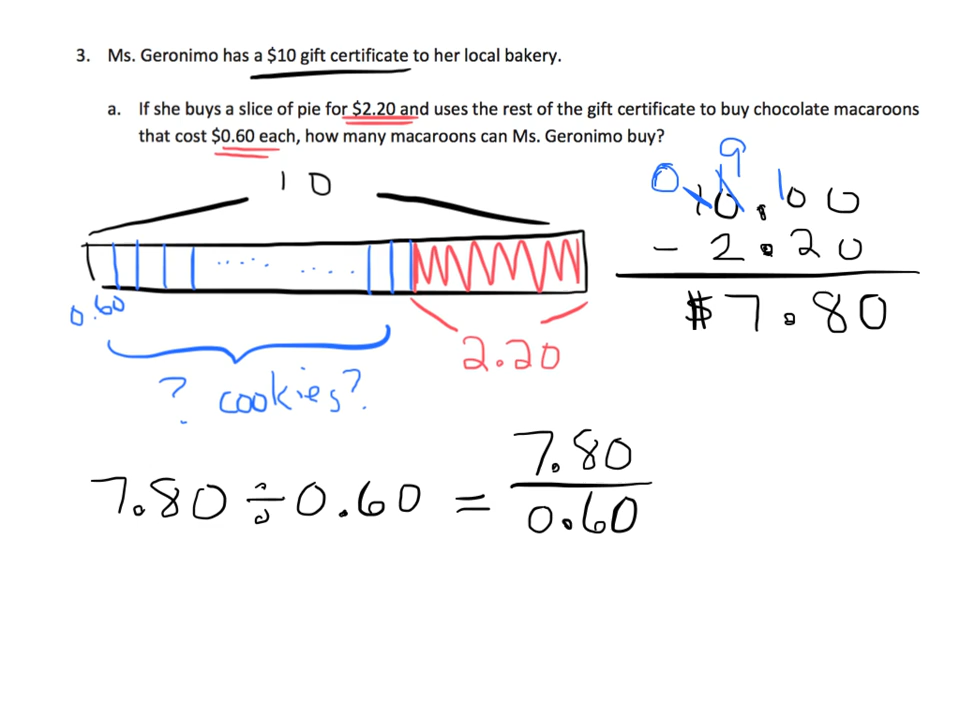 3. Ms. Geronimo has a $10 gift certificate to her local bakery.
a. If she buys a slice of pie for $2.20 and uses the rest of the gift certificate to buy chocolate macaroons
that cost $0.60 each, how many macaroons can Ms. Geronimo buy?
10
0 9 1
10.00
- 2.20
$7.80
0.60
2.20
? cookies?
7.80 ÷ 0.60 = 7.80
0.60